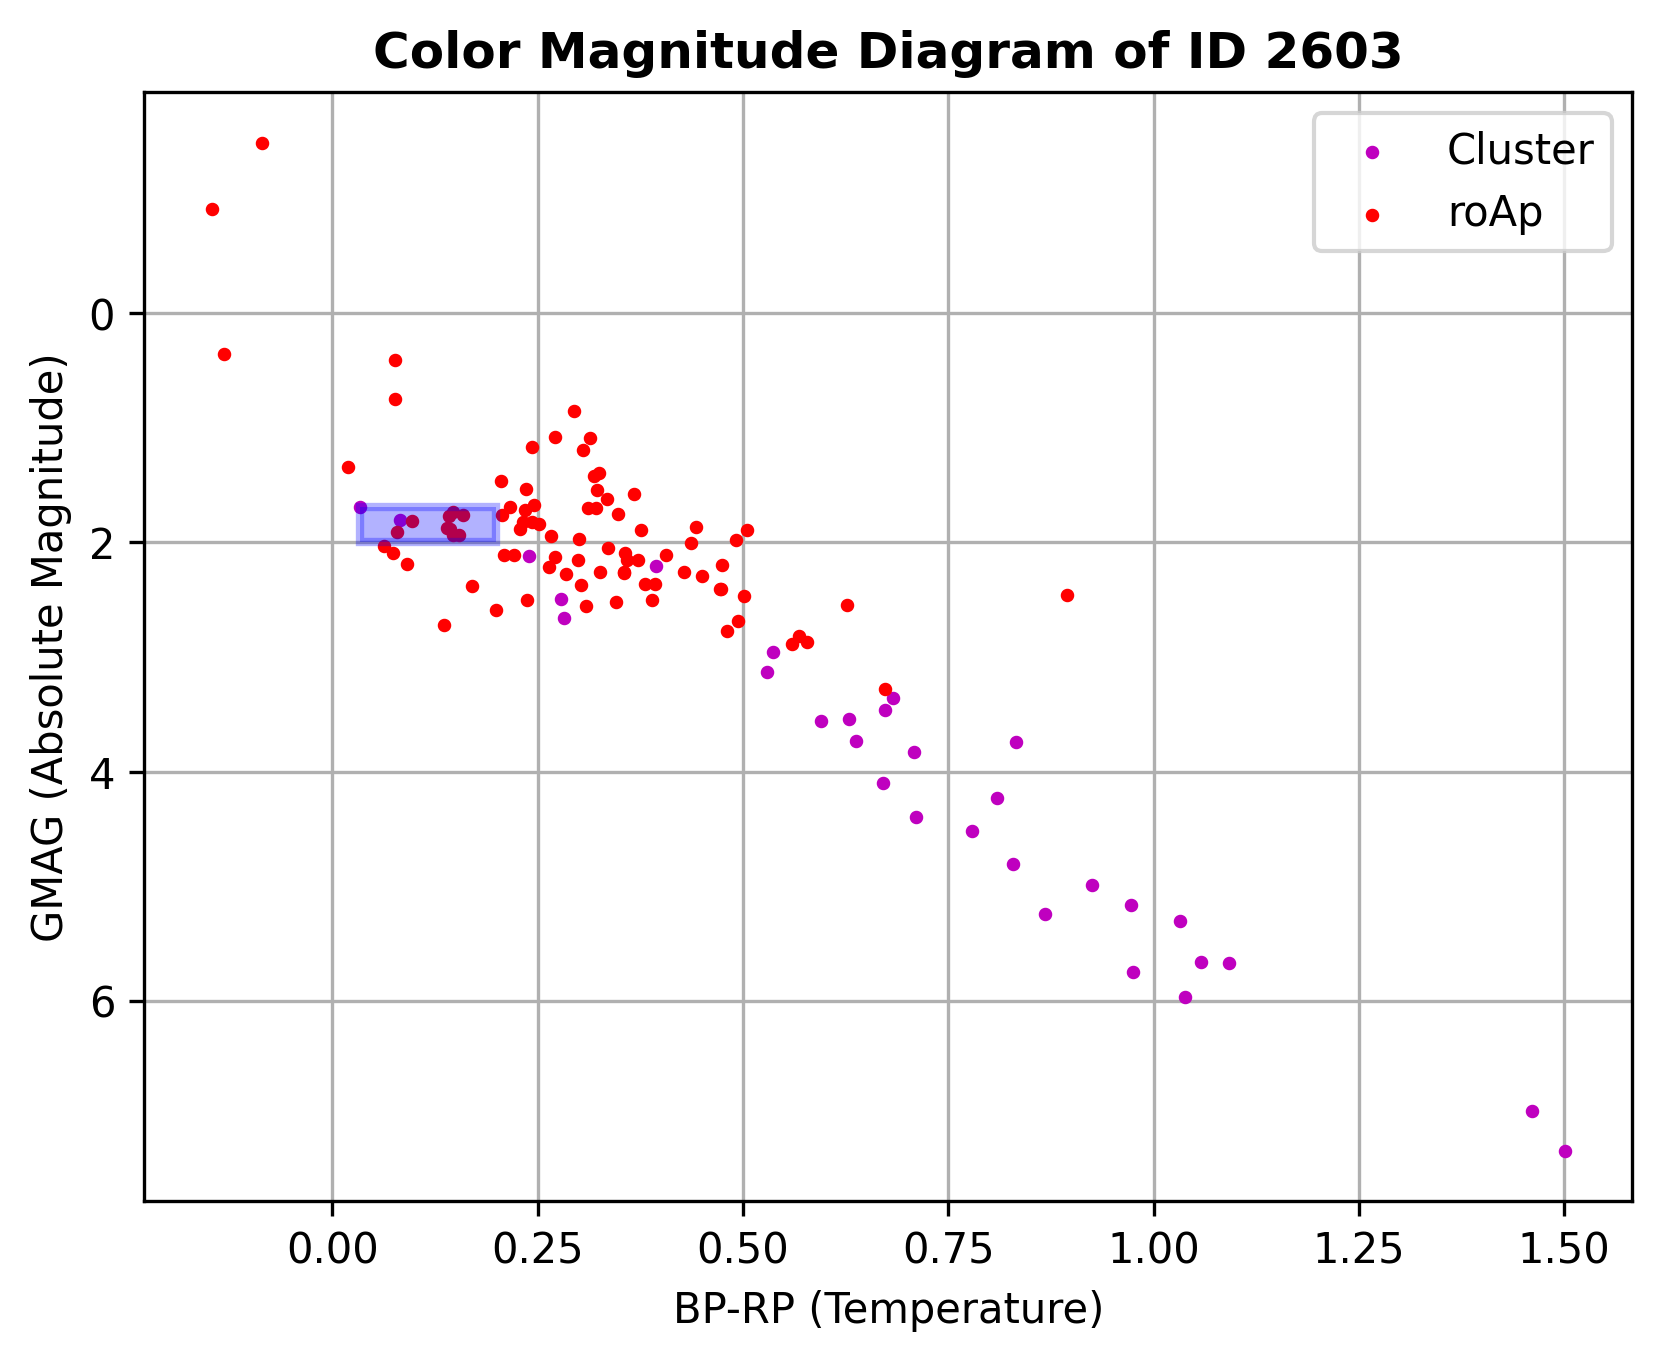 Color Magnitude Diagram of ID 2603
Cluster
roAp
GMAG (Absolute Magnitude)
0
2
4
6
0.00 0.25 0.50 0.75 1.00 1.25 1.50
BP-RP (Temperature)